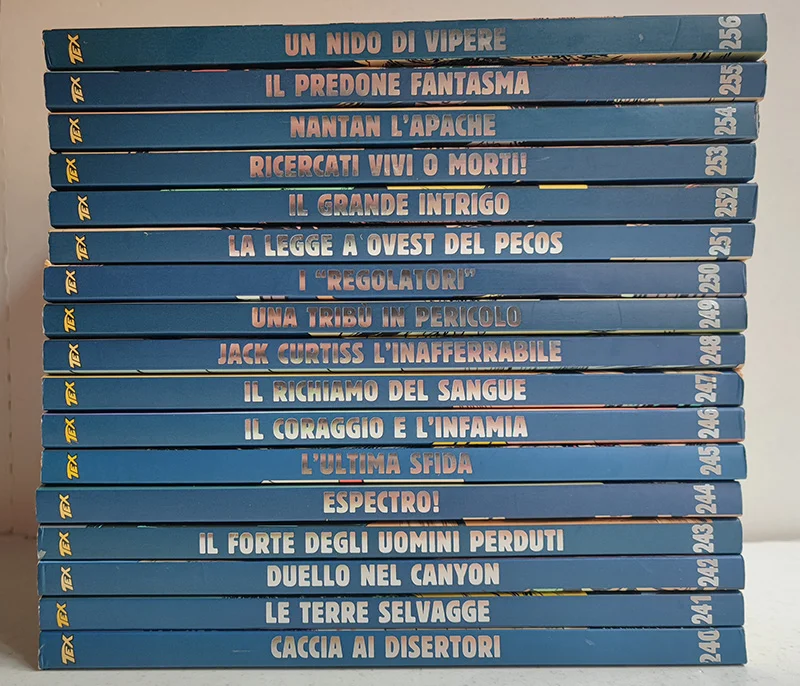 TEX UN NIDO DI VIPERE 256
TEX IL PREDONE FANTASMA 255
TEX NANTAN L'APACHE 254
TEX RICERCATI VIVI O MORTI! 253
TEX IL GRANDE INTRIGO 252
TEX LA LEGGE A OVEST DEL PECOS 251
TEX I "REGOLATORI" 250
TEX UNA TRIBÙ IN PERICOLO 249
TEX JACK CURTISS L'INAFFERRABILE 248
TEX IL RICHIAMO DEL SANGUE 247
TEX IL CORAGGIO E L'INFAMIA 246
TEX L'ULTIMA SFIDA 245
TEX ESPECTRO! 244
TEX IL FORTE DEGLI UOMINI PERDUTI 243
TEX DUELLO NEL CANYON 242
TEX LE TERRE SELVAGGE 241
TEX CACCIA AI DISERTORI 240